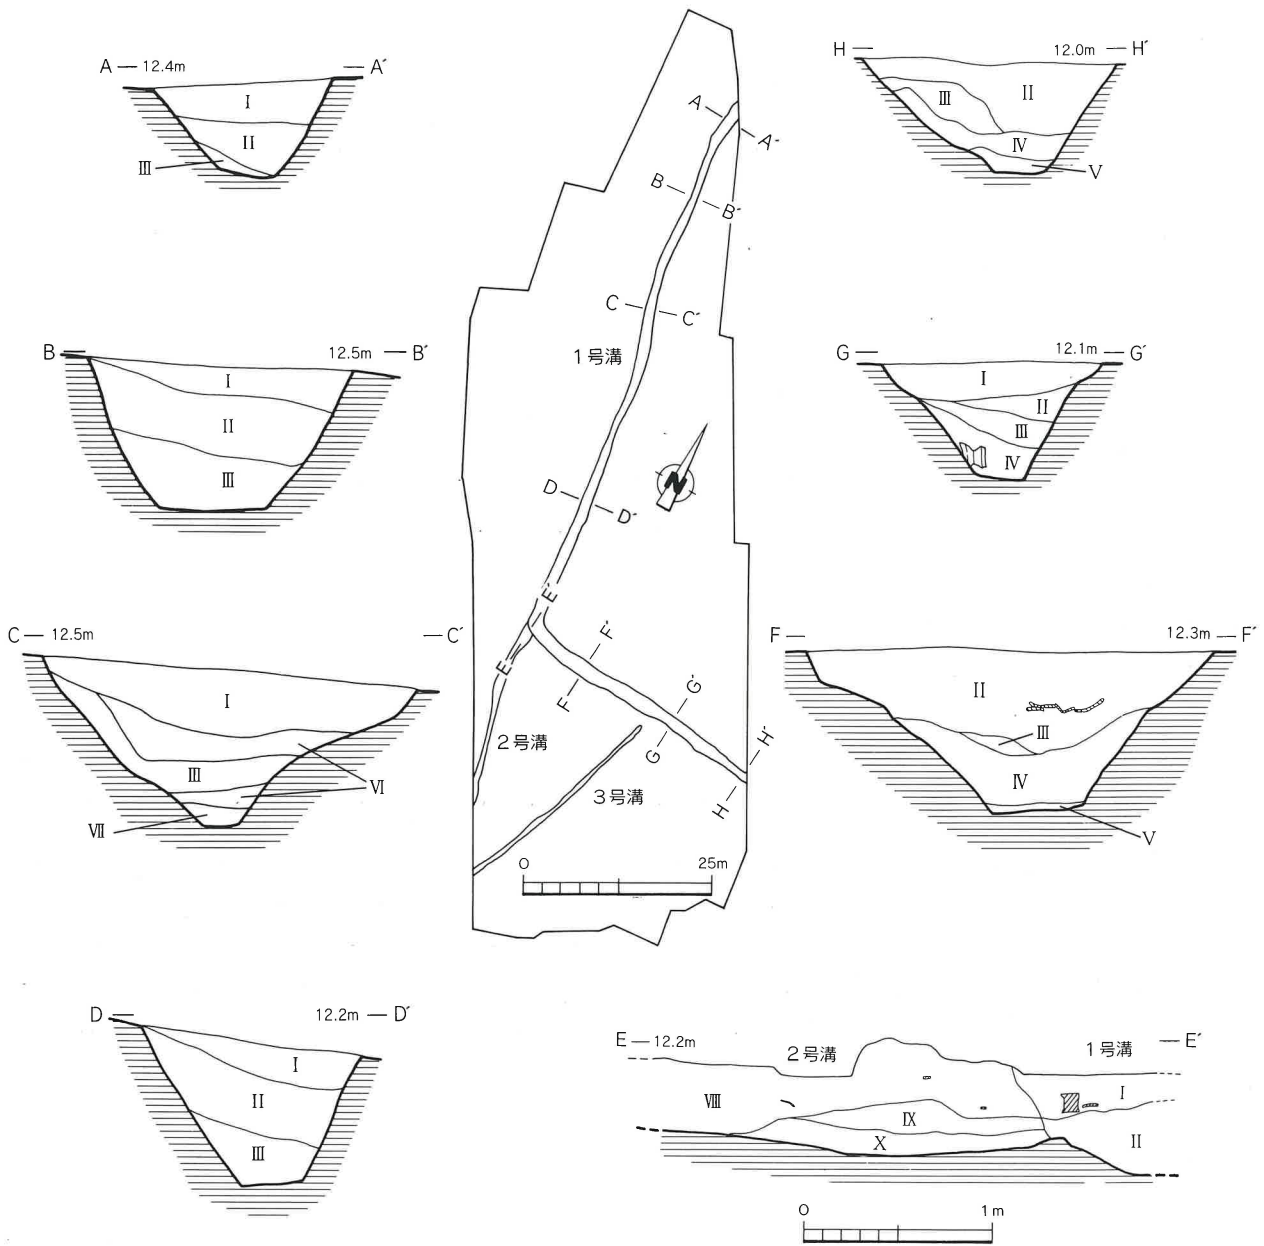 A 12.4m A´
I
II
III
B 12.5m B´
I
II
III
C 12.5m C´
I
III
VI
VII
D 12.2m D´
I
II
III
A
A´
B
B´
C
C´
1号溝
N
D
D´
E´
E
F´
F
G´
G
H´
H
2号溝
3号溝
0 25m
H 12.0m H´
II
III
IV
V
G 12.1m G´
I
II
III
IV
F 12.3m F´
II
III
IV
V
E 12.2m E´
2号溝 1号溝
VIII
IX
X
I
II
0 1m